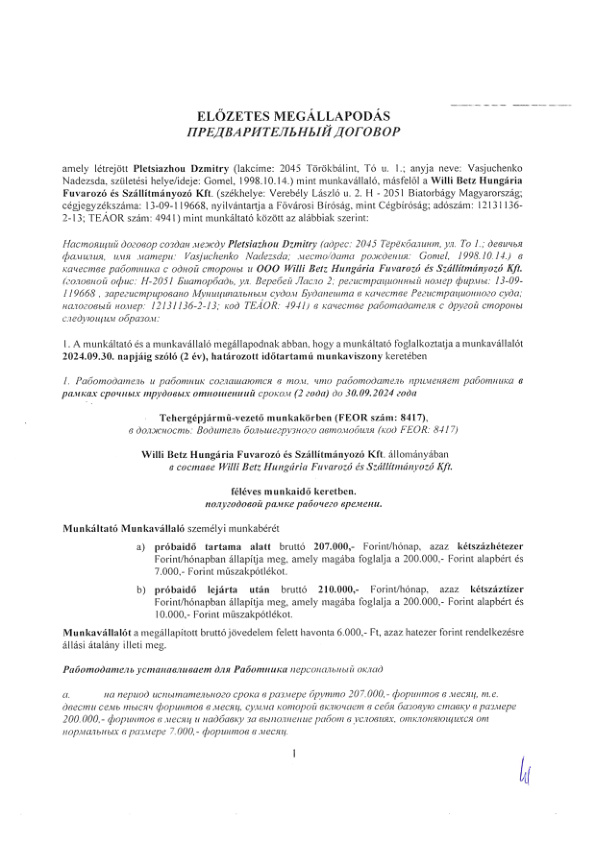 ELŐZETES MEGÁLLAPODÁS
ПРЕДВАРИТЕЛЬНЫЙ ДОГОВОР
amely létrejött Pletsiazhou Dzmitry (lakcíme: 2045 Törökbálint, Tó u. 1.; anyja neve: Vasjuchenko
Nadezsda, születési helye/ideje: Gomel, 1998.10.14.) mint munkavállaló, másfelől a Willi Betz Hungária
Fuvarozó és Szállítmányozó Kft. (székhelye: Verebély László u. 2. H - 2051 Biatorbágy Magyarország;
cégjegyzékszáma: 13-09-119668, nyilvántartja a Fővárosi Bíróság, mint Cégbíróság; adószám: 12131136-
2-13; TEÁOR szám: 4941) mint munkáltató között az alábbiak szerint:
Настоящий договор создан между Pletsiazhou Dzmitry (адрес: 2045 Тёрёкбалинт, ул. То 1.; девичья
фамилия, имя матери: Vasjuchenko Nadezsda; место/дата рождения: Gomel, 1998.10.14.) в
качестве работника с одной стороны и ООО Willi Betz Hungária Fuvarozó és Szállítmányozó Kft.
(головной офис: H-2051 Биаторбадь, ул. Веребей Ласло 2; регистрационный номер фирмы: 13-09-
119668 , зарегистрировано Муниципальным судом Будапешта в качестве Регистрационного суда;
налоговый номер: 12131136-2-13; код TEÁOR: 4941) в качестве работадателя с другой стороны
следующим образом:
1. A munkáltató és a munkavállaló megállapodnak abban, hogy a munkáltató foglalkoztatja a munkavállalót
2024.09.30. napjáig szóló (2 év), határozott időtartamú munkaviszony keretében
1. Работодатель и работник соглашаются в том, что работодатель применяет работника в
рамках срочных трудовых отношений сроком (2 года) до 30.09.2024 года
Tehergépjármű-vezető munkakörben (FEOR szám: 8417),
в должность: Водитель большегрузного автомобиля (код FEOR: 8417)
Willi Betz Hungária Fuvarozó és Szállítmányozó Kft. állományában
в составе Willi Betz Hungária Fuvarozó és Szállítmányozó Kft.
féléves munkaidő keretben.
полугодовой рамке рабочего времени.
Munkáltató Munkavállaló személyi munkabérét
a) próbaidő tartama alatt bruttó 207.000,- Forint/hónap, azaz kétszázhétezer
Forint/hónapban állapítja meg, amely magába foglalja a 200.000,- Forint alapbért és
7.000,- Forint műszakpótlékot.
b) próbaidő lejárta után bruttó 210.000,- Forint/hónap, azaz kétszáztízer
Forint/hónapban állapítja meg, amely magába foglalja a 200.000,- Forint alapbért és
10.000,- Forint műszakpótlékot.
Munkavállalót a megállapított bruttó jövedelem felett havonta 6.000,- Ft, azaz hatezer forint rendelkezésre
állási átalány illeti meg.
Работодатель устанавливает для Работника персональный оклад
a. на период испытательного срока в размере брутто 207.000,- форинтов в месяц, т.е.
двести семь тысяч форинтов в месяц, сумма которой включает в себя базовую ставку в размере
200.000,- форинтов в месяц и надбавку за выполнение работ в условиях, отклоняющихся от
нормальных в размере 7.000,- форинтов в месяц.
1